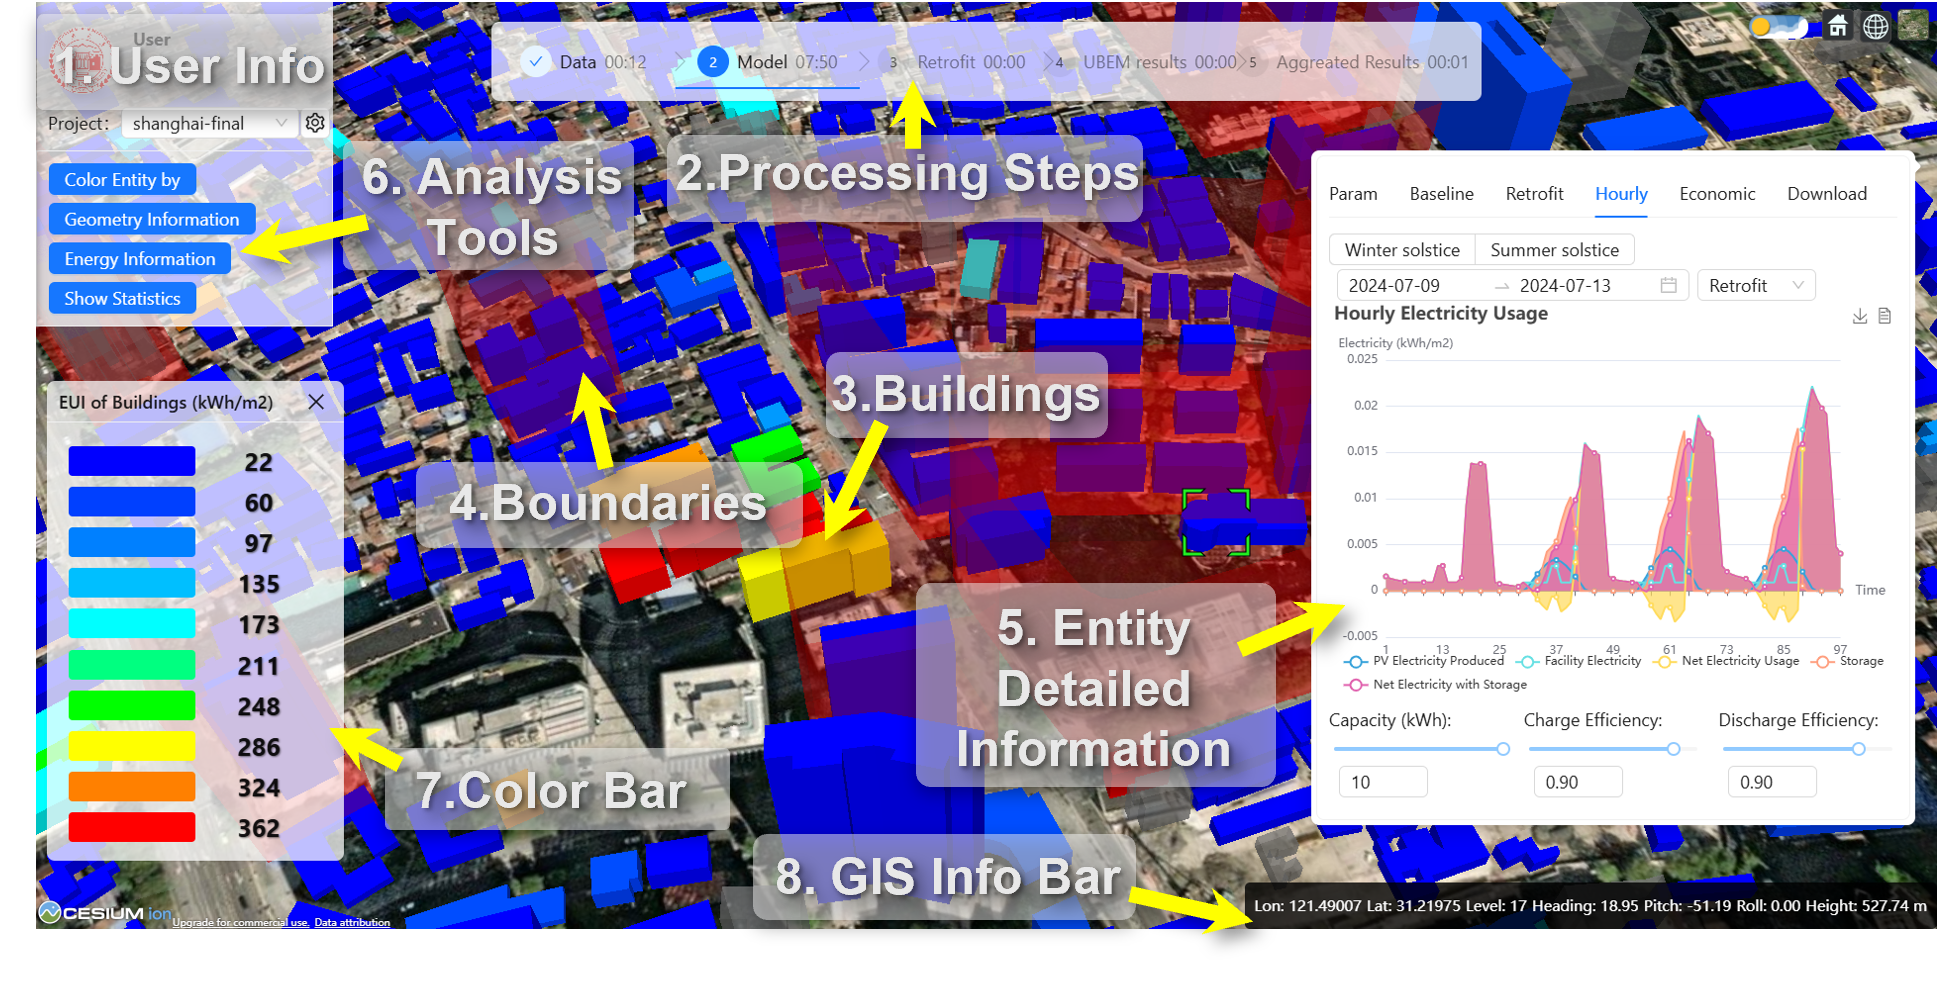 User
1. User Info
Project: shanghai-final
Color Entity by
Geometry Information
Energy Information
Show Statistics
Data 00:12 2 Model 07:50 3 Retrofit 00:00 4 UBEM results 00:00 5 Aggreated Results 00:01
6. Analysis
Tools
2.Processing Steps
3.Buildings
4.Boundaries
5. Entity
Detailed
Information
7.Color Bar
8. GIS Info Bar
EUI of Buildings (kWh/m2)
22
60
97
135
173
211
248
286
324
362
Param Baseline Retrofit Hourly Economic Download
Winter solstice Summer solstice
2024-07-09 → 2024-07-13 Retrofit
Hourly Electricity Usage
Electricity (kWh/m2)
0.025
0.02
0.015
0.01
0.005
0
-0.005
Time
1 13 25 37 49 61 73 85 97
PV Electricity Produced Facility Electricity Net Electricity Usage Storage
Net Electricity with Storage
Capacity (kWh): Charge Efficiency: Discharge Efficiency:
10 0.90 0.90
CESIUM ion Upgrade for commercial use. Data attribution
Lon: 121.49007 Lat: 31.21975 Level: 17 Heading: 18.95 Pitch: -51.19 Roll: 0.00 Height: 527.74 m